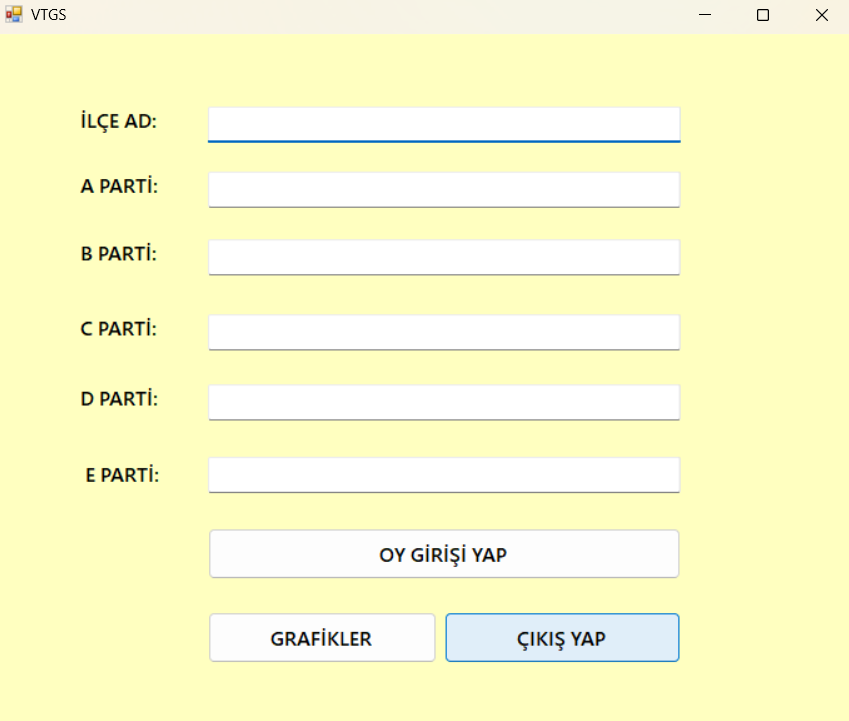 VTGS
İLÇE AD:
A PARTİ:
B PARTİ:
C PARTİ:
D PARTİ:
E PARTİ:
OY GİRİŞİ YAP
GRAFİKLER ÇIKIŞ YAP